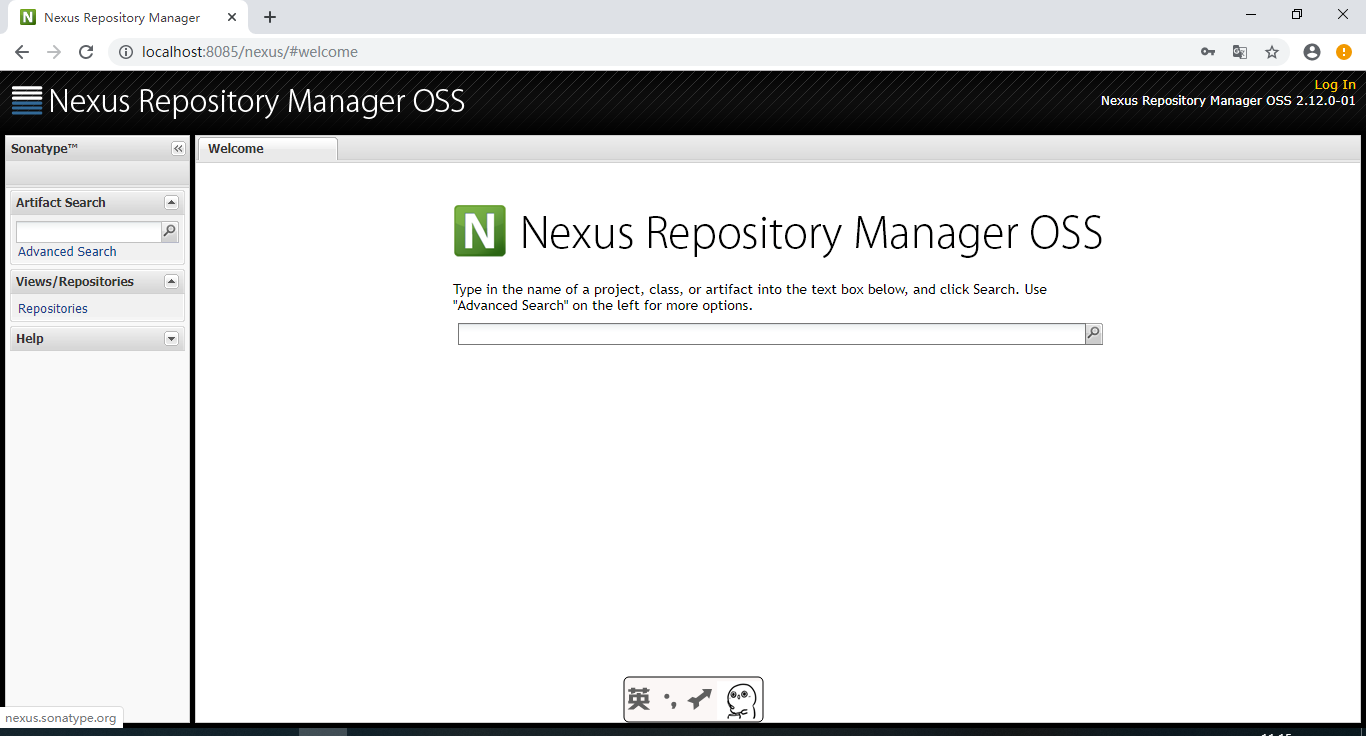 Nexus Repository Manager
localhost:8085/nexus/#welcome
Nexus Repository Manager OSS
Log In
Nexus Repository Manager OSS 2.12.0-01
Sonatype™
Welcome
Artifact Search
Advanced Search
Views/Repositories
Repositories
Help
N Nexus Repository Manager OSS
Type in the name of a project, class, or artifact into the text box below, and click Search. Use
"Advanced Search" on the left for more options.
英
nexus.sonatype.org